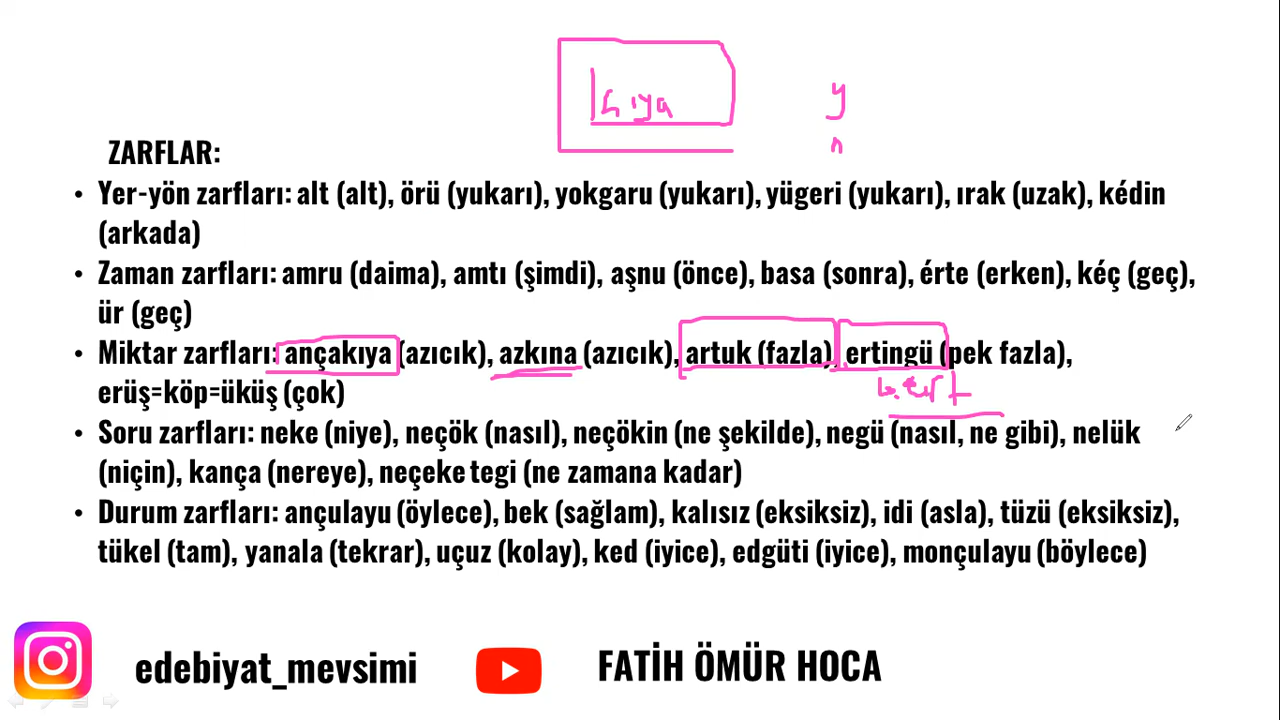 kıya
y
n
ZARFLAR:
• Yer-yön zarfları: alt (alt), örü (yukarı), yokgaru (yukarı), yügeri (yukarı), ırak (uzak), kédin
(arkada)
• Zaman zarfları: amru (daima), amtı (şimdi), aşnu (önce), basa (sonra), érte (erken), kéç (geç),
ür (geç)
• Miktar zarfları: ançakıya (azıcık), azkına (azıcık), artuk (fazla), ertingü (pek fazla),
erüş=köp=üküş (çok)
• Soru zarfları: neke (niye), neçök (nasıl), neçökin (ne şekilde), negü (nasıl, ne gibi), nelük
(niçin), kança (nereye), neçeke tegi (ne zamana kadar)
• Durum zarfları: ançulayu (öylece), bek (sağlam), kalısız (eksiksiz), idi (asla), tüzü (eksiksiz),
tükel (tam), yanala (tekrar), uçuz (kolay), ked (iyice), edgüti (iyice), monçulayu (böylece)
edebiyat_mevsimi
FATİH ÖMÜR HOCA